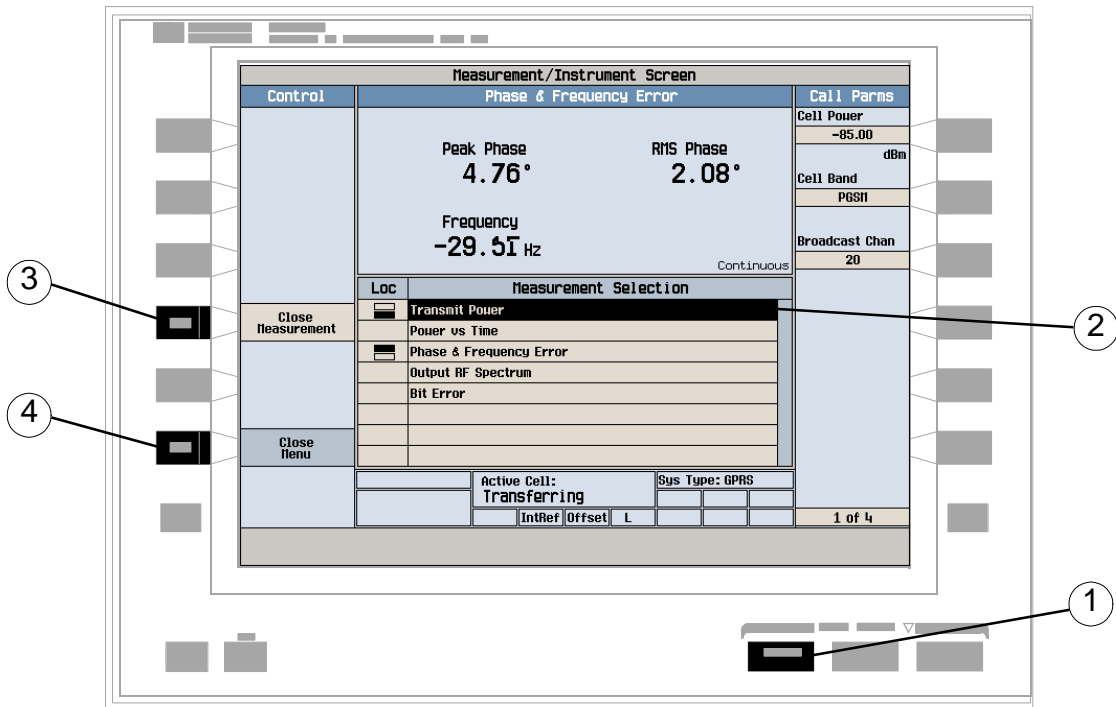 Measurement/Instrument Screen
Control
Phase & Frequency Error
Call Parms
Cell Power
-85.00
dBm
Cell Band
PGSM
Broadcast Chan
20
Peak Phase
4.76°
RMS Phase
2.08°
Frequency
Hz
Continuous
Loc
Measurement Selection
Transmit Power
Power vs Time
Phase & Frequency Error
Output RF Spectrum
Bit Error
Close
Measurement
Close
Menu
Active Cell:
Transferring
Sys Type: GPRS
IntRef
Offset
L
1 of 4
3
4
2
1